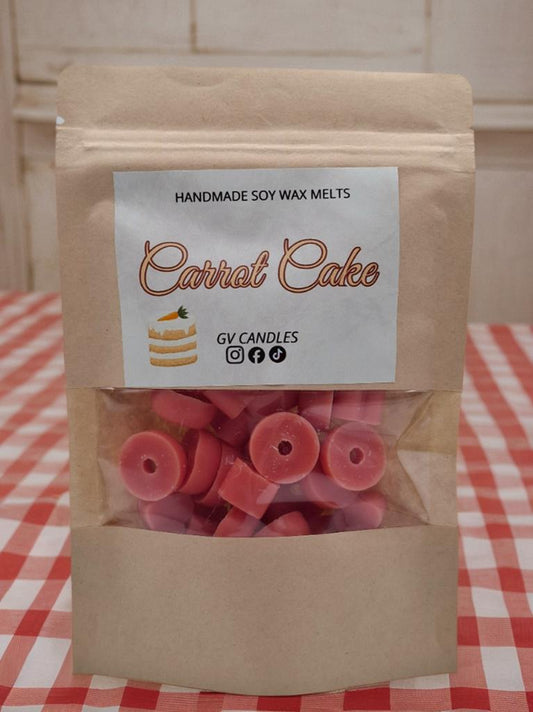 HANDMADE SOY WAX MELTS
Carrot Cake
GV CANDLES